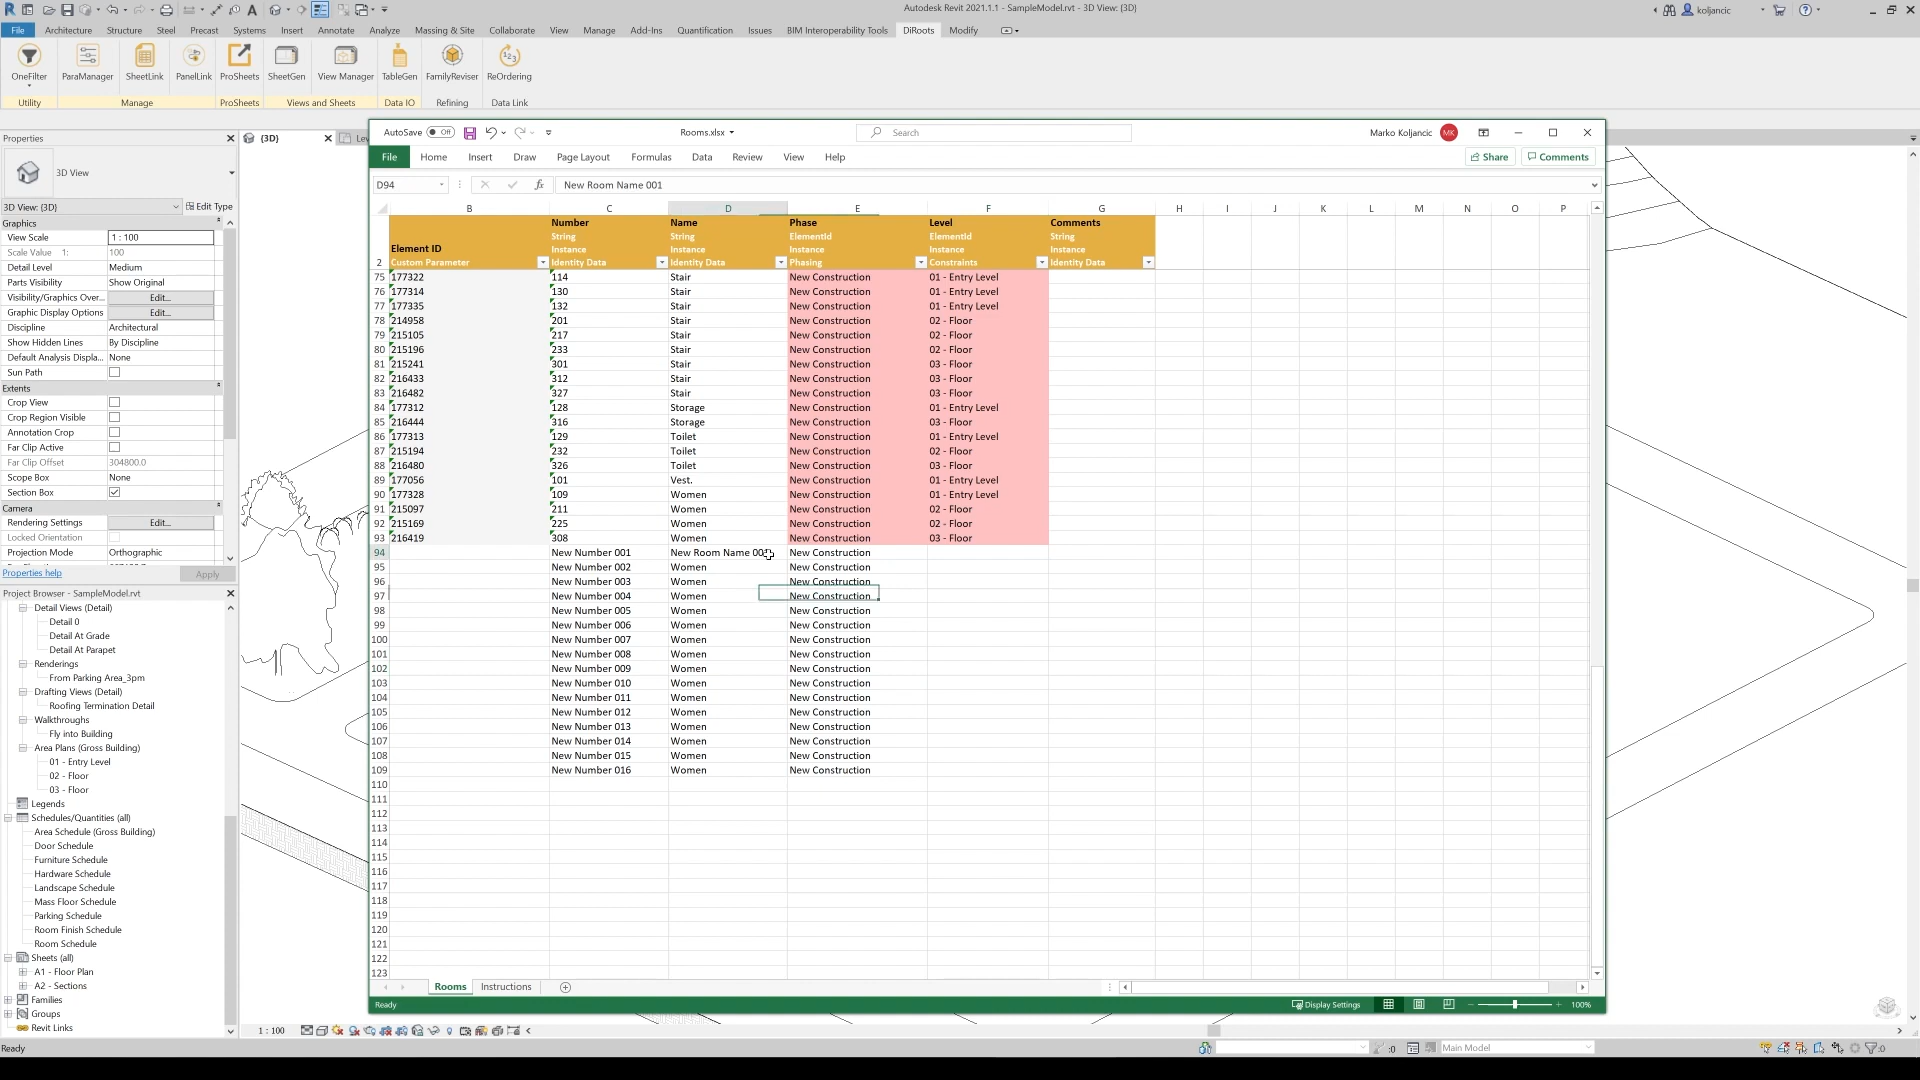 Autodesk Revit 2021.1.1 - SampleModel.rvt - 3D View: {3D}
koljancic
File Architecture Structure Steel Precast Systems Insert Annotate Analyze Massing & Site Collaborate View Manage Add-Ins Quantification Issues BIM Interoperability Tools DiRoots Modify
OneFilter ParaManager SheetLink PanelLink ProSheets SheetGen View Manager TableGen FamilyReviser ReOrdering
Utility Manage ProSheets Views and Sheets Data IO Refining Data Link
Properties
{3D}
3D View
3D View: {3D} Edit Type
Graphics
View Scale 1 : 100
Scale Value 1: 100
Detail Level Medium
Parts Visibility Show Original
Visibility/Graphics Over... Edit...
Graphic Display Options Edit...
Discipline Architectural
Show Hidden Lines By Discipline
Default Analysis Displa... None
Sun Path
Extents
Crop View
Crop Region Visible
Annotation Crop
Far Clip Active
Far Clip Offset 304800.0
Scope Box None
Section Box
Camera
Rendering Settings Edit...
Locked Orientation
Projection Mode Orthographic
Properties help Apply
Project Browser - SampleModel.rvt
Detail Views (Detail)
Detail 0
Detail At Grade
Detail At Parapet
Renderings
From Parking Area_3pm
Drafting Views (Detail)
Roofing Termination Detail
Walkthroughs
Fly into Building
Area Plans (Gross Building)
01 - Entry Level
02 - Floor
03 - Floor
Legends
Schedules/Quantities (all)
Area Schedule (Gross Building)
Door Schedule
Furniture Schedule
Hardware Schedule
Landscape Schedule
Mass Floor Schedule
Parking Schedule
Room Finish Schedule
Room Schedule
Sheets (all)
A1 - Floor Plan
A2 - Sections
Families
Groups
Revit Links
AutoSave Off Rooms.xlsx Search Marko Koljancic MK
File Home Insert Draw Page Layout Formulas Data Review View Help Share Comments
D94 fx New Room Name 001
B C D E F G H I J K L M N O P
Number Name Phase Level Comments
String String ElementId ElementId String
Element ID Instance Instance Instance Instance Instance
2 Custom Parameter Identity Data Identity Data Phasing Constraints Identity Data
75 177322 114 Stair New Construction 01 - Entry Level
76 177314 130 Stair New Construction 01 - Entry Level
77 177335 132 Stair New Construction 01 - Entry Level
78 214958 201 Stair New Construction 02 - Floor
79 215105 217 Stair New Construction 02 - Floor
80 215196 233 Stair New Construction 02 - Floor
81 215241 301 Stair New Construction 03 - Floor
82 216433 312 Stair New Construction 03 - Floor
83 216482 327 Stair New Construction 03 - Floor
84 177312 128 Storage New Construction 01 - Entry Level
85 216444 316 Storage New Construction 03 - Floor
86 177313 129 Toilet New Construction 01 - Entry Level
87 215194 232 Toilet New Construction 02 - Floor
88 216480 326 Toilet New Construction 03 - Floor
89 177056 101 Vest. New Construction 01 - Entry Level
90 177328 109 Women New Construction 01 - Entry Level
91 215097 211 Women New Construction 02 - Floor
92 215169 225 Women New Construction 02 - Floor
93 216419 308 Women New Construction 03 - Floor
94 New Number 001 New Room Name 001 New Construction
95 New Number 002 Women New Construction
96 New Number 003 Women New Construction
97 New Number 004 Women New Construction
98 New Number 005 Women New Construction
99 New Number 006 Women New Construction
100 New Number 007 Women New Construction
101 New Number 008 Women New Construction
102 New Number 009 Women New Construction
103 New Number 010 Women New Construction
104 New Number 011 Women New Construction
105 New Number 012 Women New Construction
106 New Number 013 Women New Construction
107 New Number 014 Women New Construction
108 New Number 015 Women New Construction
109 New Number 016 Women New Construction
110
111
112
113
114
115
116
117
118
119
120
121
122
123
Rooms Instructions
Ready Display Settings 100%
1 : 100
Ready :0 Main Model :0